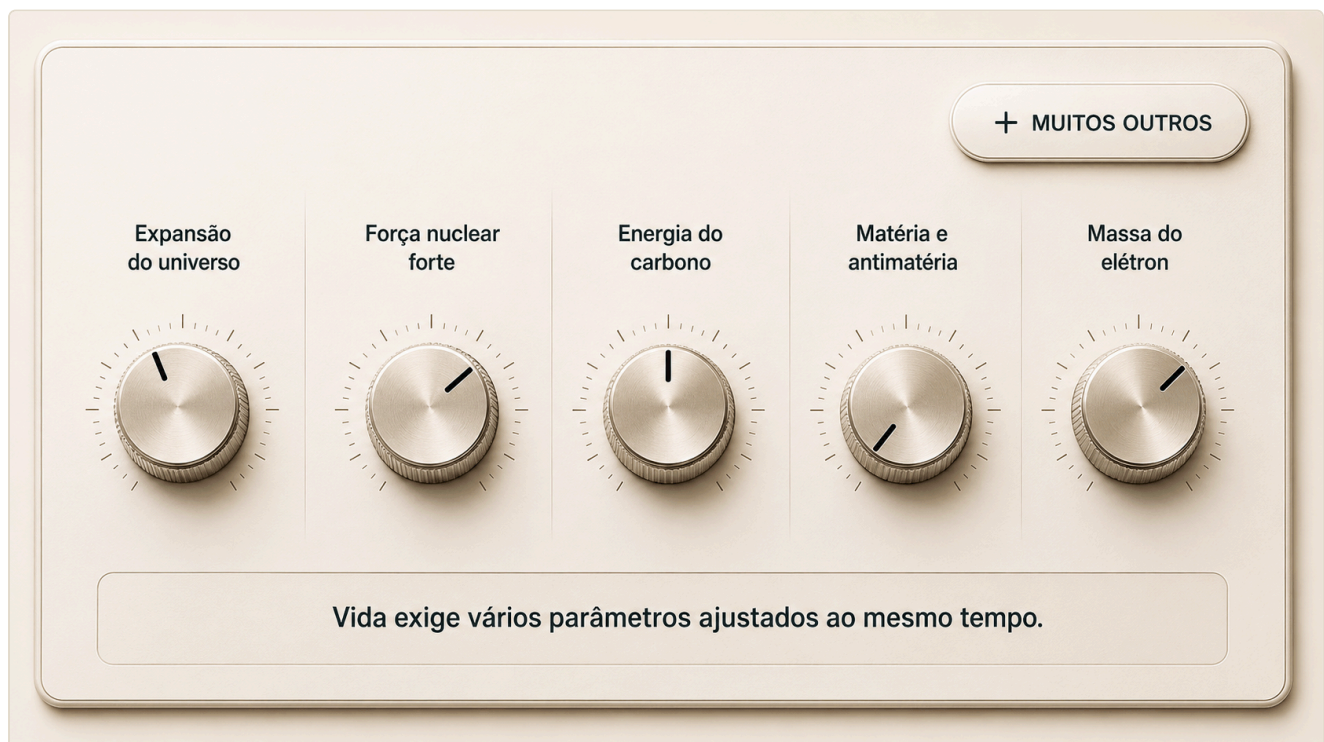 + MUITOS OUTROS
Expansão
do universo
Força nuclear
forte
Energia do
carbono
Matéria e
antimatéria
Massa do
elétron
Vida exige vários parâmetros ajustados ao mesmo tempo.